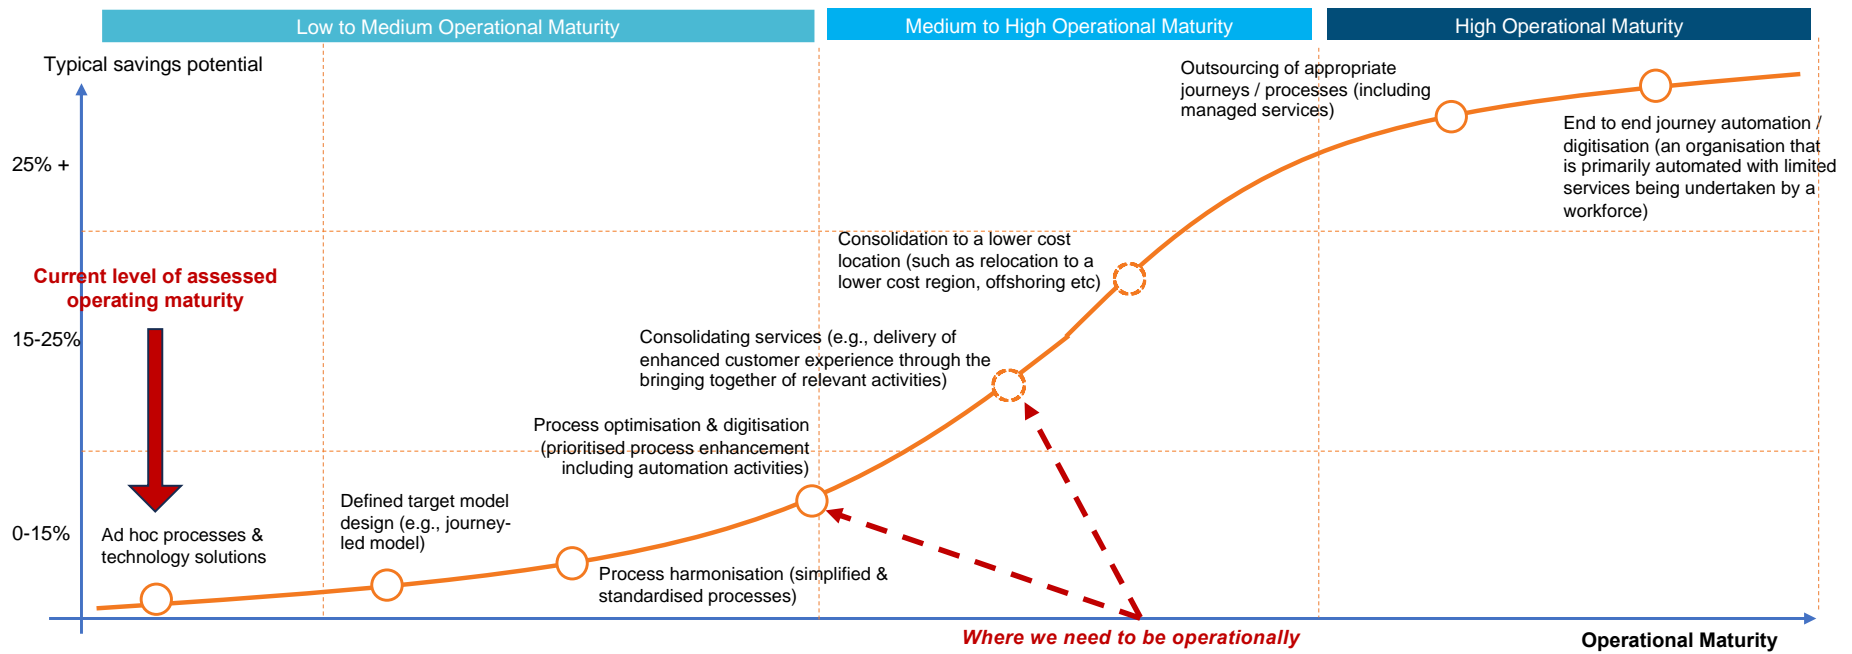 Low to Medium Operational Maturity
Medium to High Operational Maturity
High Operational Maturity
Typical savings potential
25% +
15-25%
0-15%
Current level of assessed
operating maturity
Ad hoc processes &
technology solutions
Defined target model
design (e.g., journey-
led model)
Process harmonisation (simplified &
standardised processes)
Process optimisation & digitisation
(prioritised process enhancement
including automation activities)
Consolidating services (e.g., delivery of
enhanced customer experience through the
bringing together of relevant activities)
Consolidation to a lower cost
location (such as relocation to a
lower cost region, offshoring etc)
Outsourcing of appropriate
journeys / processes (including
managed services)
End to end journey automation /
digitisation (an organisation that
is primarily automated with limited
services being undertaken by a
workforce)
Where we need to be operationally
Operational Maturity